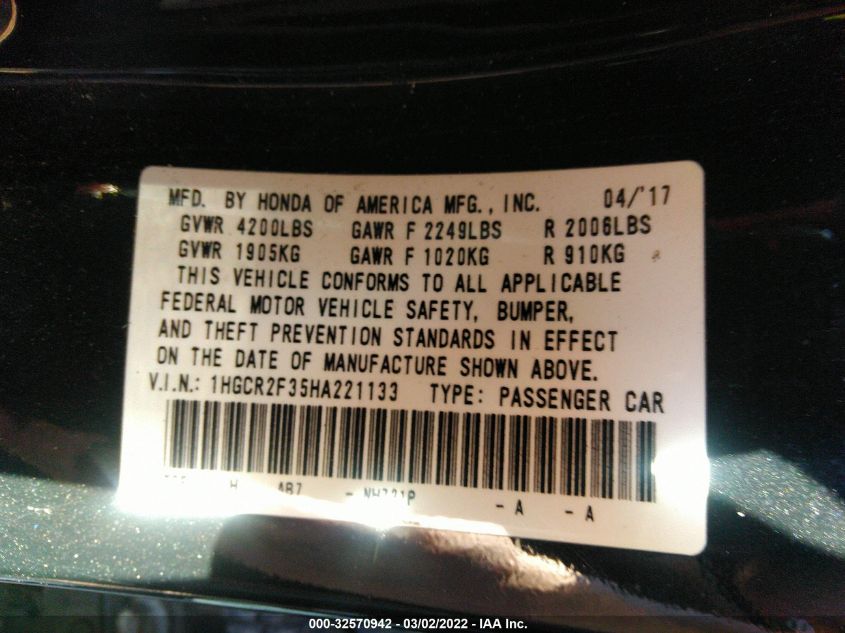 MFD. BY HONDA OF AMERICA MFG., INC. 04/'17
GVWR 4200LBS GAWR F 2249LBS R 2006LBS
GVWR 1905KG GAWR F 1020KG R 910KG
THIS VEHICLE CONFORMS TO ALL APPLICABLE
FEDERAL MOTOR VEHICLE SAFETY, BUMPER,
AND THEFT PREVENTION STANDARDS IN EFFECT
ON THE DATE OF MANUFACTURE SHOWN ABOVE.
V.I.N.: 1HGCR2F35HA221133 TYPE: PASSENGER CAR
H AB7 - - A - A
000-32570942 - 03/02/2022 - IAA Inc.